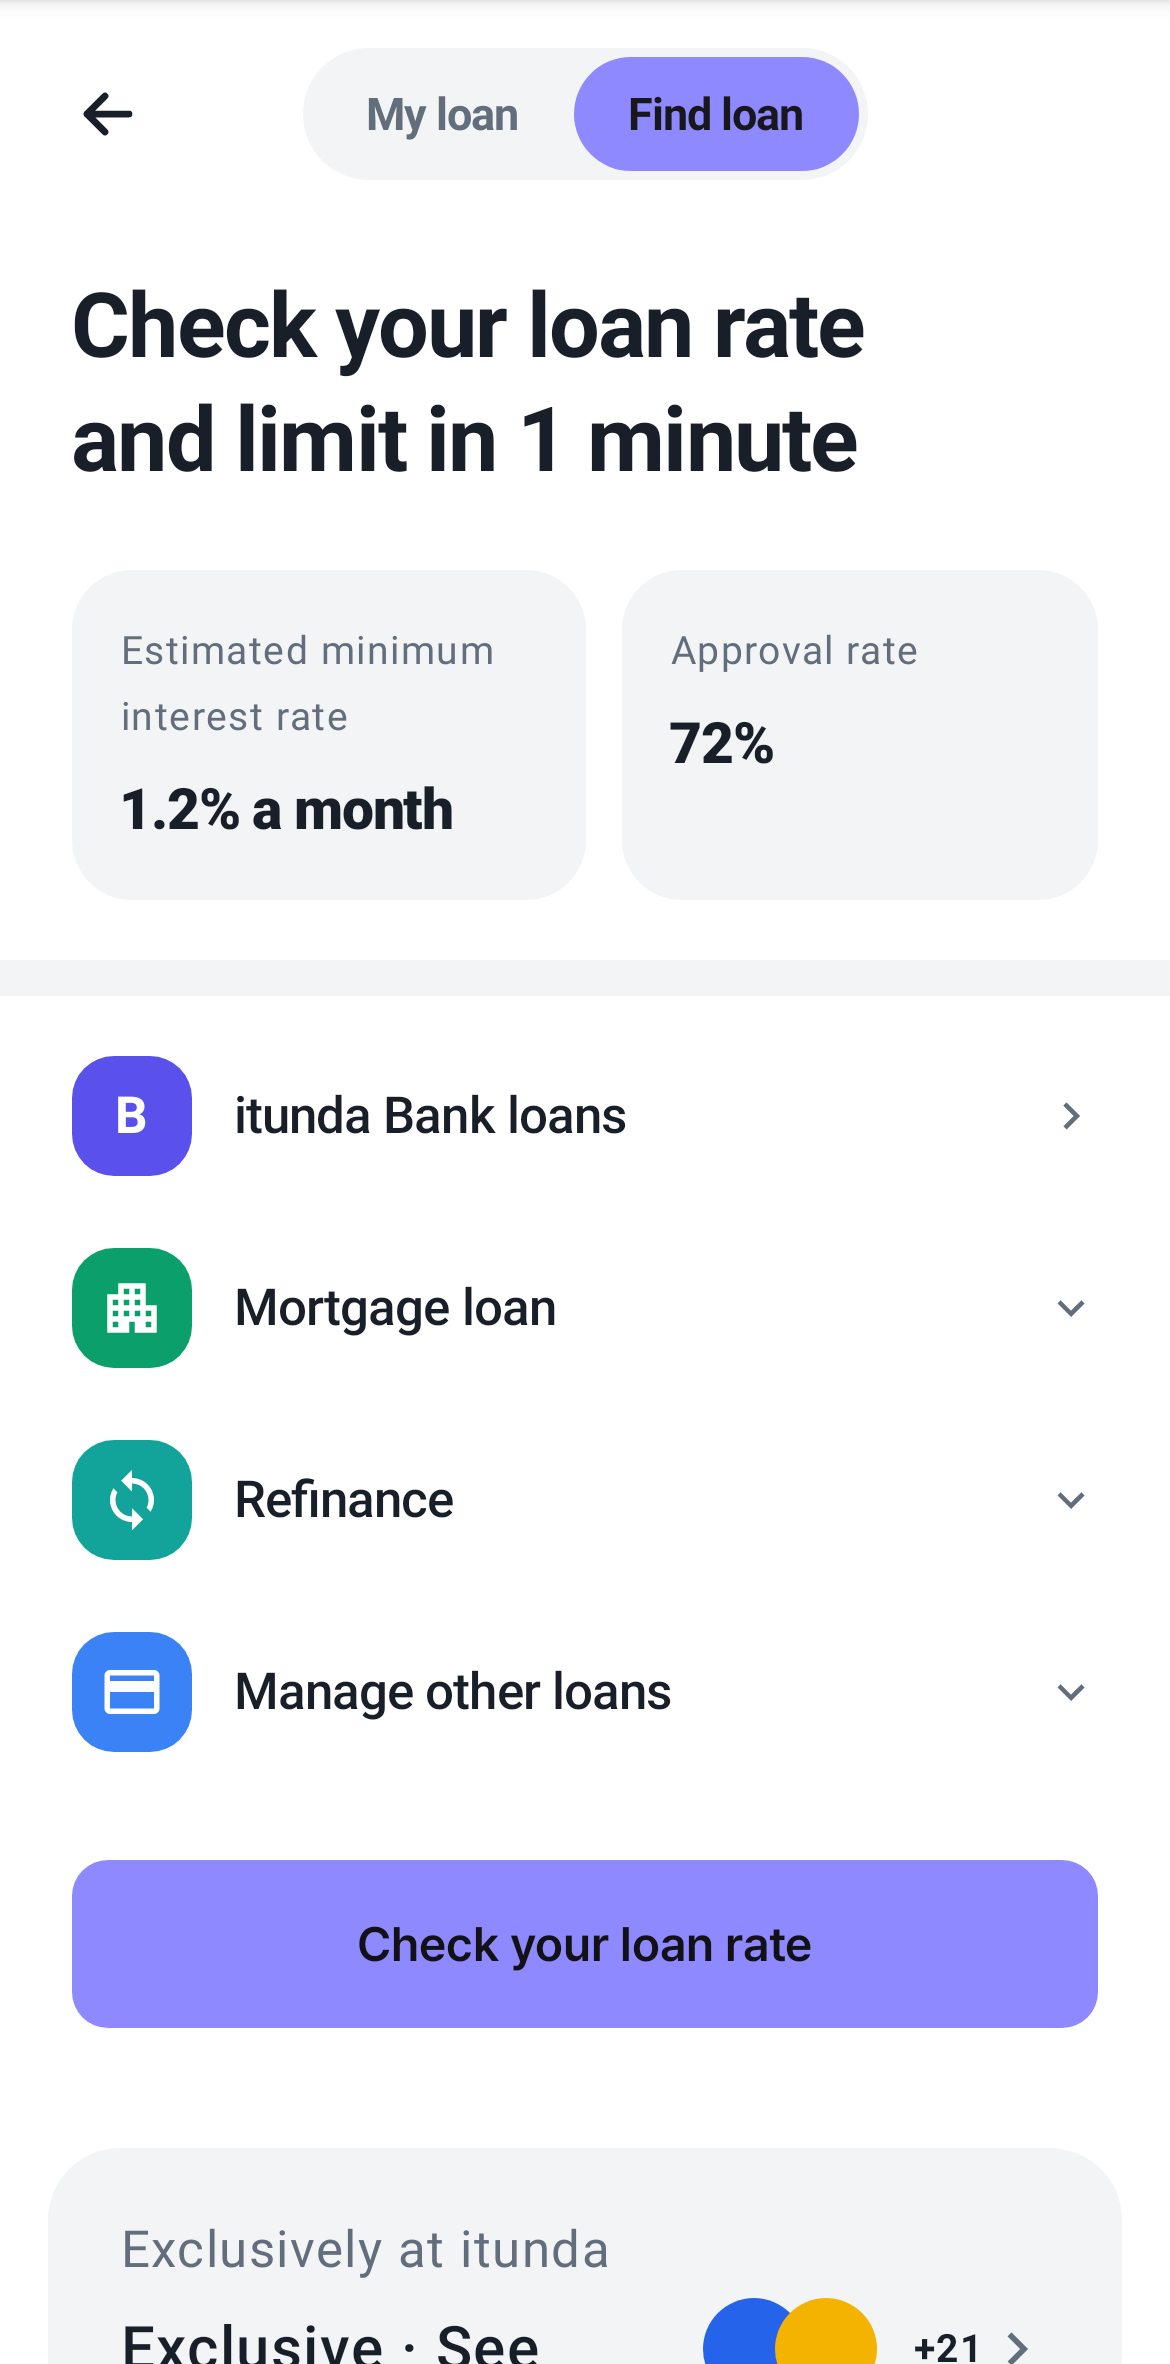 My loan
Find loan
Check your loan rate
and limit in 1 minute
Estimated minimum
interest rate
1.2% a month
Approval rate
72%
B
itunda Bank loans
Mortgage loan
Refinance
Manage other loans
Check your loan rate
Exclusively at itunda
Exclusive · See
+21